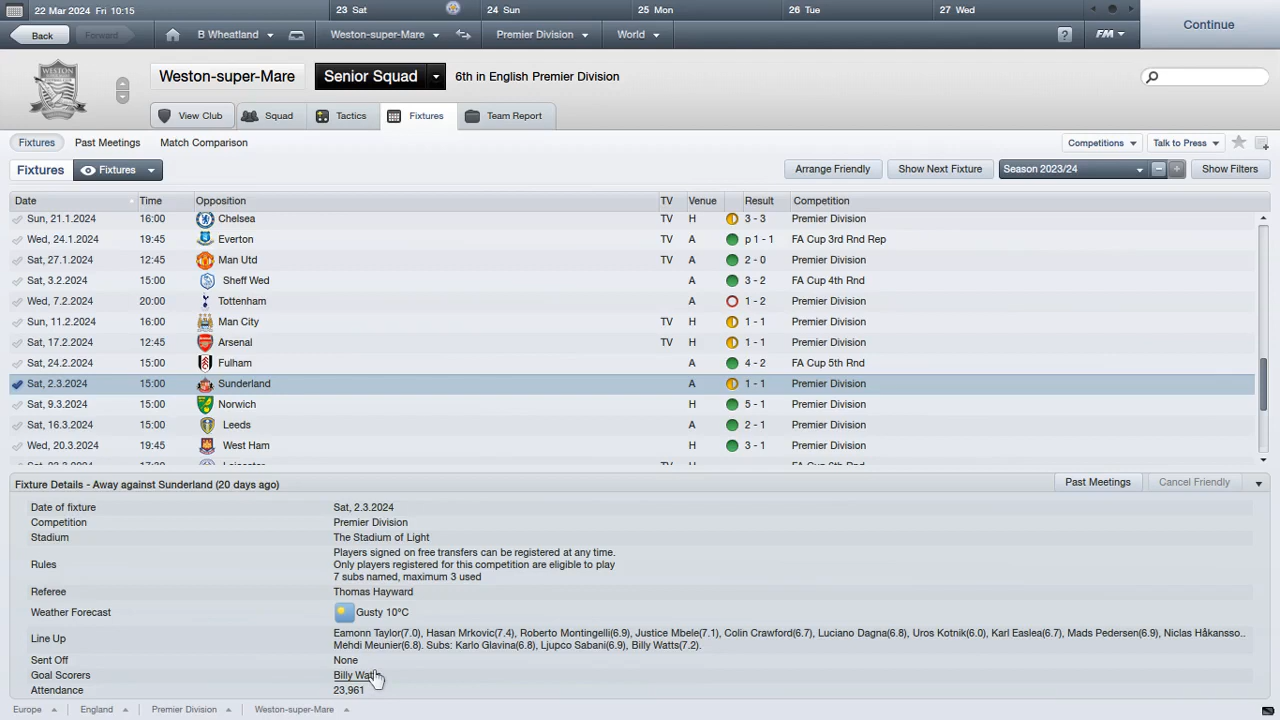 22 Mar 2024 Fri 10:15 23 Sat 24 Sun 25 Mon 26 Tue 27 Wed
Continue
Back Forward B Wheatland Weston-super-Mare Premier Division World ? FM
Weston-super-Mare Senior Squad 6th in English Premier Division
View Club Squad Tactics Fixtures Team Report
Fixtures Past Meetings Match Comparison Competitions Talk to Press
Fixtures Fixtures Arrange Friendly Show Next Fixture Season 2023/24 Show Filters
Date Time Opposition TV Venue Result Competition
Sun, 21.1.2024 16:00 Chelsea TV H 3 - 3 Premier Division
Wed, 24.1.2024 19:45 Everton TV A p 1 - 1 FA Cup 3rd Rnd Rep
Sat, 27.1.2024 12:45 Man Utd TV A 2 - 0 Premier Division
Sat, 3.2.2024 15:00 Sheff Wed A 3 - 2 FA Cup 4th Rnd
Wed, 7.2.2024 20:00 Tottenham A 1 - 2 Premier Division
Sun, 11.2.2024 16:00 Man City TV H 1 - 1 Premier Division
Sat, 17.2.2024 12:45 Arsenal TV H 1 - 1 Premier Division
Sat, 24.2.2024 15:00 Fulham A 4 - 2 FA Cup 5th Rnd
Sat, 2.3.2024 15:00 Sunderland A 1 - 1 Premier Division
Sat, 9.3.2024 15:00 Norwich H 5 - 1 Premier Division
Sat, 16.3.2024 15:00 Leeds A 2 - 1 Premier Division
Wed, 20.3.2024 19:45 West Ham H 3 - 1 Premier Division
Fixture Details - Away against Sunderland (20 days ago) Past Meetings Cancel Friendly
Date of fixture Sat, 2.3.2024
Competition Premier Division
Stadium The Stadium of Light
Players signed on free transfers can be registered at any time.
Rules Only players registered for this competition are eligible to play
7 subs named, maximum 3 used
Referee Thomas Hayward
Weather Forecast Gusty 10°C
Line Up Eamonn Taylor(7.0), Hasan Mrkovic(7.4), Roberto Montingelli(6.9), Justice Mbele(7.1), Colin Crawford(6.7), Luciano Dagna(6.8), Uros Kotnik(6.0), Karl Easlea(6.7), Mads Pedersen(6.9), Niclas Håkansso..
Mehdi Meunier(6.8). Subs: Karlo Glavina(6.8), Ljupco Sabani(6.9), Billy Watts(7.2).
Sent Off None
Goal Scorers Billy
Attendance 23,961
Europe England Premier Division Weston-super-Mare